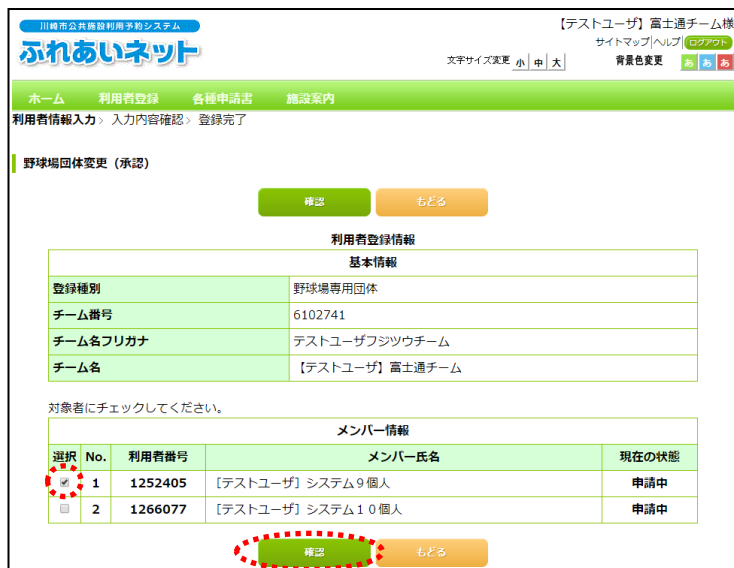 川崎市公共施設利用予約システム
ふれあいネット
【テストユーザ】富士通チーム様
サイトマップ|ヘルプ| ログアウト
文字サイズ変更 小 中 大 背景色変更 あ あ あ
ホーム 利用者登録 各種申請書 施設案内
利用者情報入力> 入力内容確認> 登録完了
野球場団体変更（承認）
確認 もどる
利用者登録情報
基本情報
登録種別 野球場専用団体
チーム番号 6102741
チーム名フリガナ テストユーザフジツウチーム
チーム名 【テストユーザ】富士通チーム
対象者にチェックしてください。
メンバー情報
選択 No. 利用者番号 メンバー氏名 現在の状態
1 1252405 [テストユーザ] システム９個人 申請中
2 1266077 [テストユーザ] システム１０個人 申請中
確認 もどる